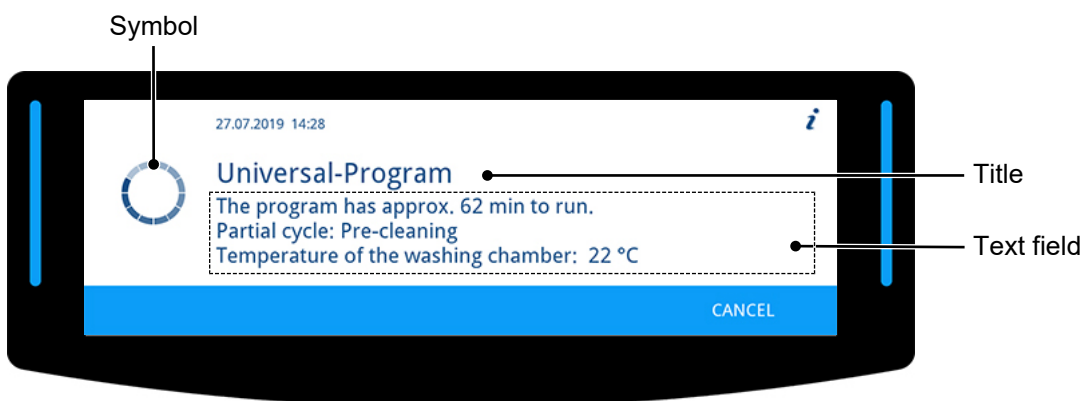 Symbol
27.07.2019 14:28
i
Universal-Program
Title
The program has approx. 62 min to run.
Partial cycle: Pre-cleaning
Text field
Temperature of the washing chamber: 22 °C
CANCEL